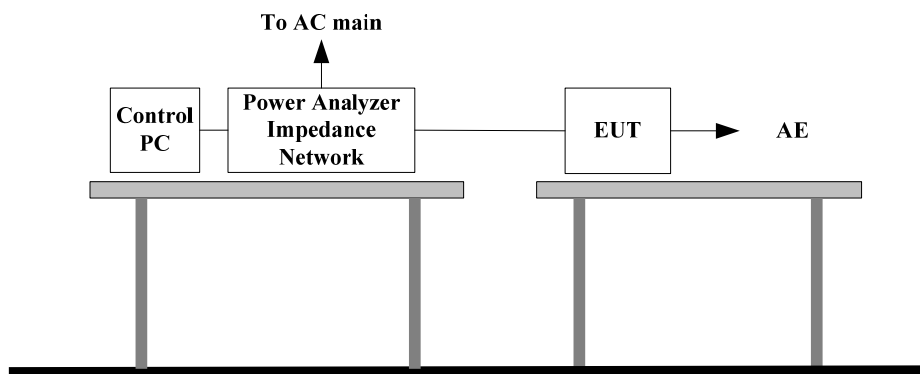 To AC main
Control
PC
Power Analyzer
Impedance
Network
EUT
AE